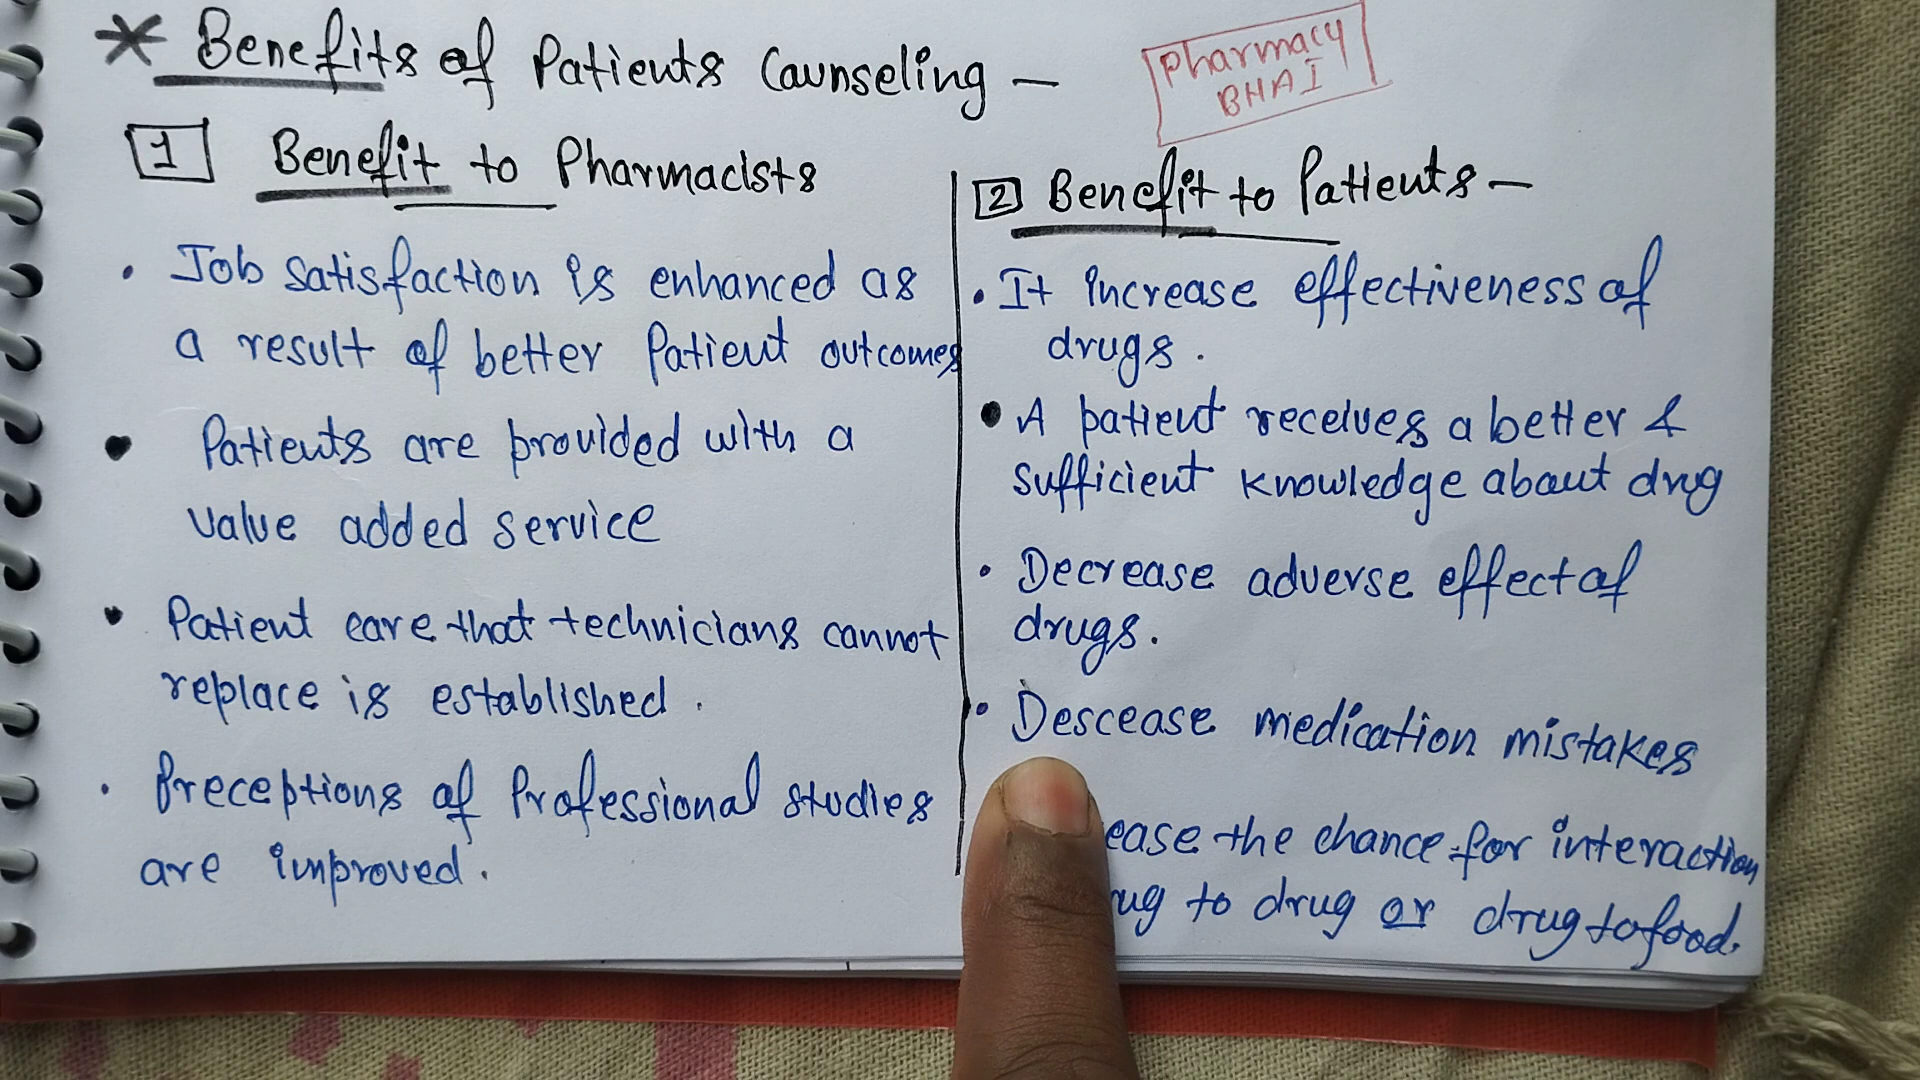 * Benefits of Patients Counseling –
Pharmacy
BHAI
1 Benefit to Pharmacists
• Job satisfaction is enhanced as
a result of better Patient outcomes
• Patients are provided with a
value added service
• Patient care that technicians cannot
replace is established.
• Preceptions of Professional studies
are improved.
2 Benefit to Patients –
• It increase effectiveness of
drugs.
• A patient receives a better &
sufficient knowledge about drug
• Decrease adverse effect of
drugs.
• Descease medication mistakes
ease the chance for interaction
ug to drug or drug to food.